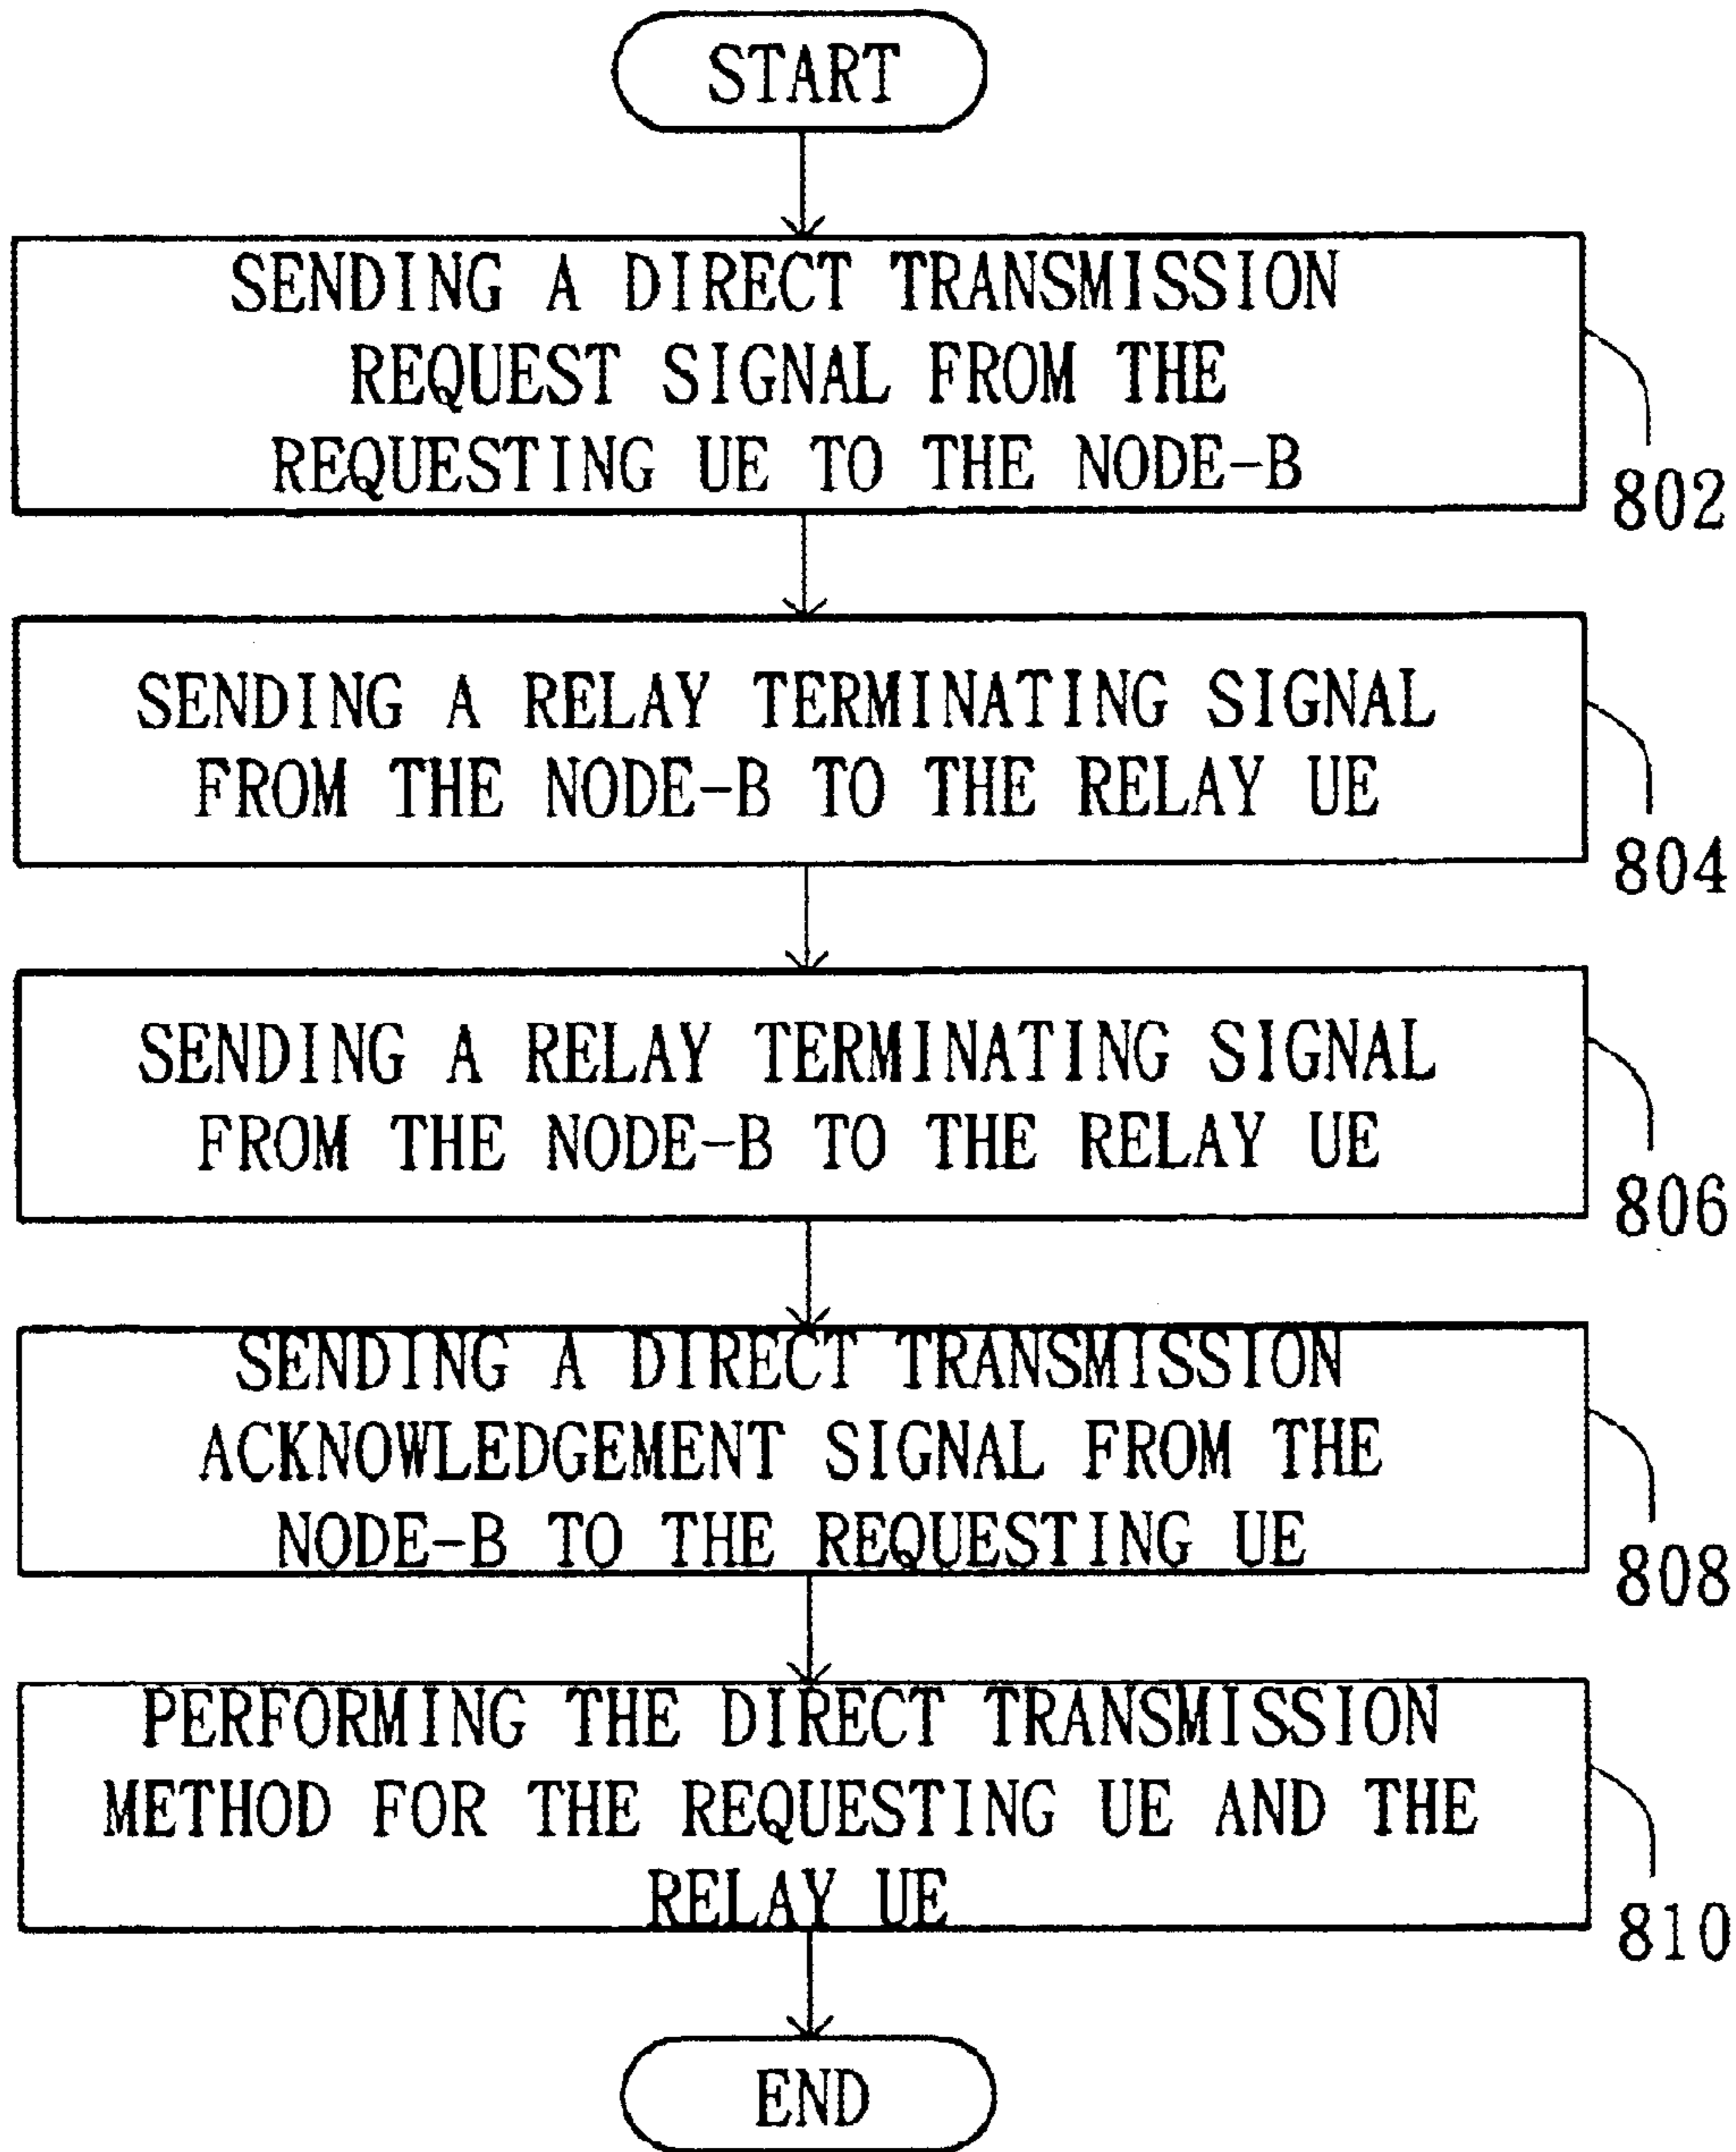 START
SENDING A DIRECT TRANSMISSION
REQUEST SIGNAL FROM THE
REQUESTING UE TO THE NODE-B
802
SENDING A RELAY TERMINATING SIGNAL
FROM THE NODE-B TO THE RELAY UE
804
SENDING A RELAY TERMINATING SIGNAL
FROM THE NODE-B TO THE RELAY UE
806
SENDING A DIRECT TRANSMISSION
ACKNOWLEDGEMENT SIGNAL FROM THE
NODE-B TO THE REQUESTING UE
808
PERFORMING THE DIRECT TRANSMISSION
METHOD FOR THE REQUESTING UE AND THE
RELAY UE
810
END